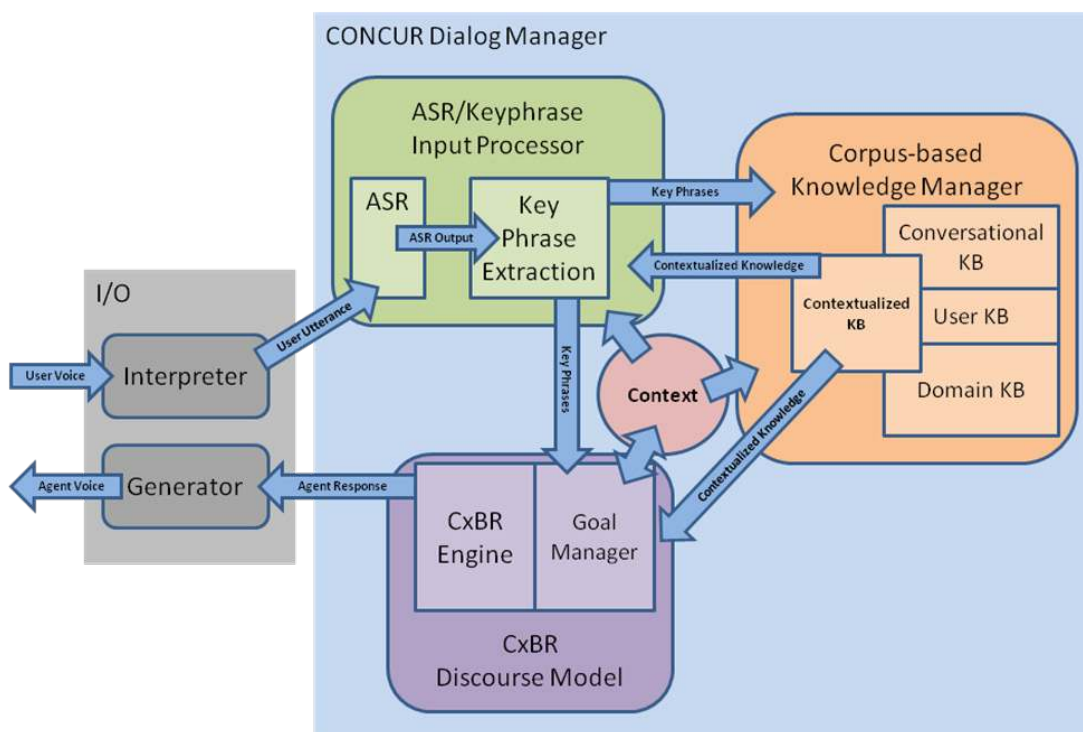 CONCUR Dialog Manager
ASR/Keyphrase
Input Processor
ASR
ASR Output
Key
Phrase
Extraction
Key Phrases
Corpus-based
Knowledge Manager
Conversational
KB
Contextualized Knowledge
Contextualized
KB
User KB
Domain KB
I/O
User Voice
Interpreter
User Utterance
Key Phrases
Context
Contextualized Knowledge
Agent Voice
Generator
Agent Response
CxBR
Engine
Goal
Manager
CxBR
Discourse Model